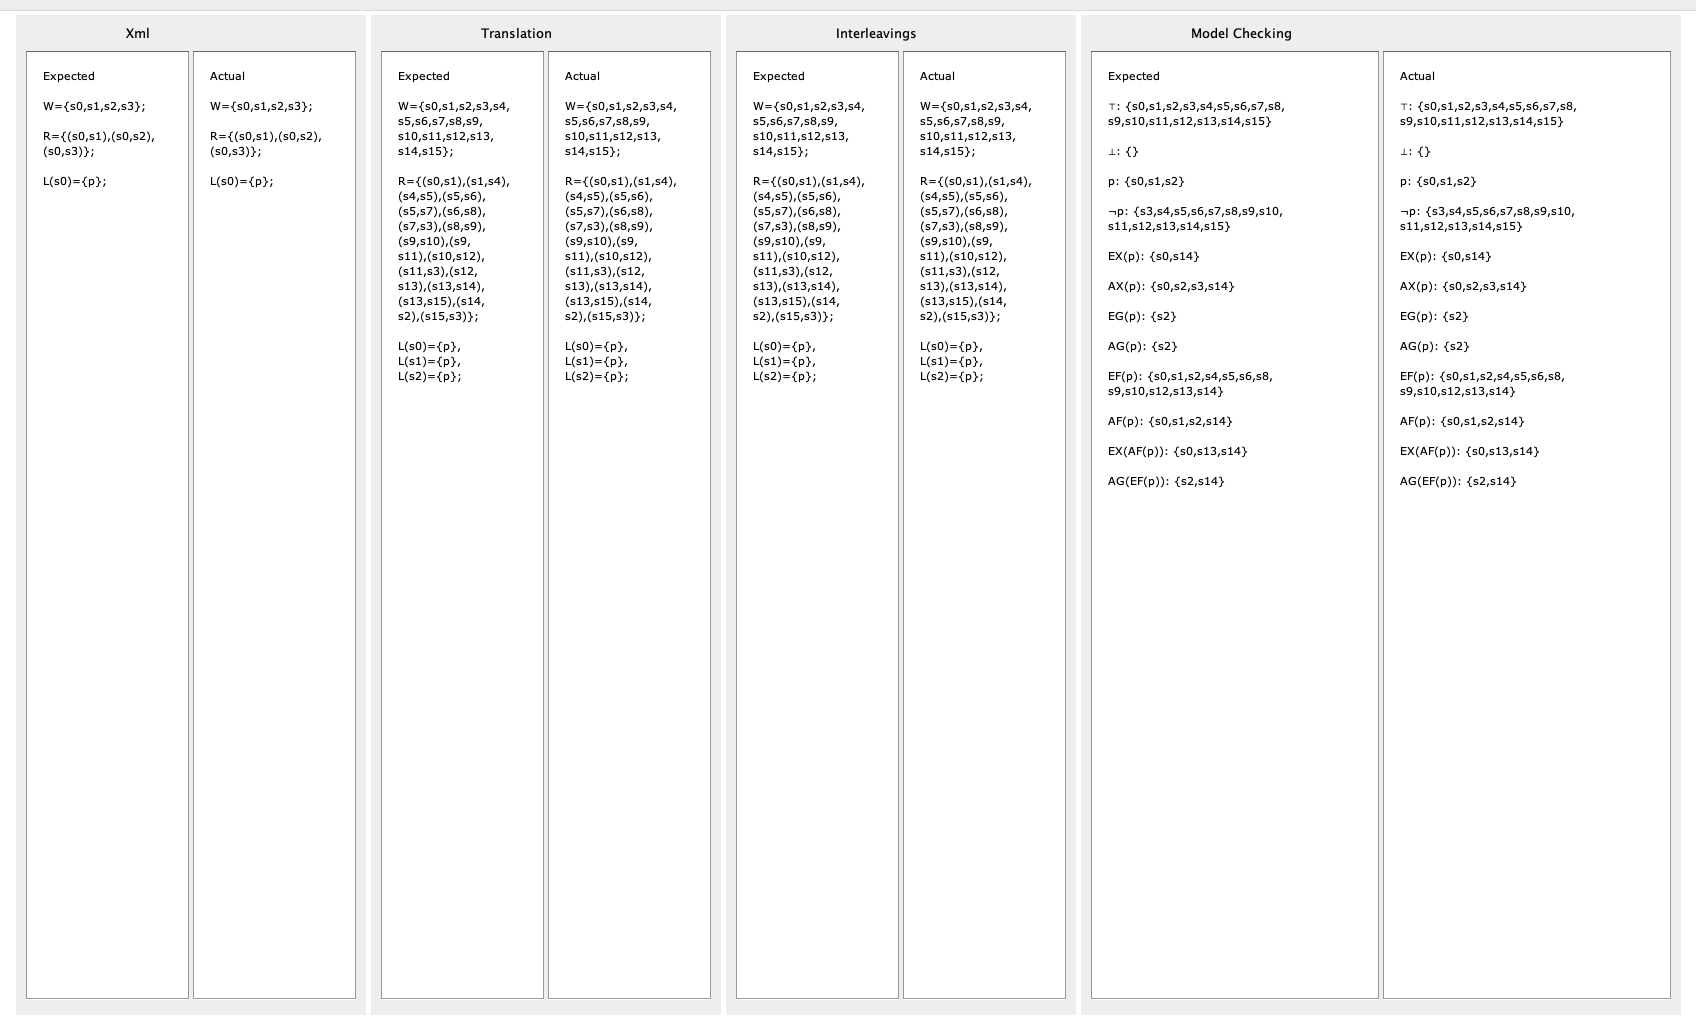 Xml
Expected
W={s0,s1,s2,s3};
R={(s0,s1),(s0,s2),
(s0,s3)};
L(s0)={p};
Actual
W={s0,s1,s2,s3};
R={(s0,s1),(s0,s2),
(s0,s3)};
L(s0)={p};
Translation
Expected
W={s0,s1,s2,s3,s4,
s5,s6,s7,s8,s9,
s10,s11,s12,s13,
s14,s15};
R={(s0,s1),(s1,s4),
(s4,s5),(s5,s6),
(s5,s7),(s6,s8),
(s7,s3),(s8,s9),
(s9,s10),(s9,
s11),(s10,s12),
(s11,s3),(s12,
s13),(s13,s14),
(s13,s15),(s14,
s2),(s15,s3)};
L(s0)={p},
L(s1)={p},
L(s2)={p};
Actual
W={s0,s1,s2,s3,s4,
s5,s6,s7,s8,s9,
s10,s11,s12,s13,
s14,s15};
R={(s0,s1),(s1,s4),
(s4,s5),(s5,s6),
(s5,s7),(s6,s8),
(s7,s3),(s8,s9),
(s9,s10),(s9,
s11),(s10,s12),
(s11,s3),(s12,
s13),(s13,s14),
(s13,s15),(s14,
s2),(s15,s3)};
L(s0)={p},
L(s1)={p},
L(s2)={p};
Interleavings
Expected
W={s0,s1,s2,s3,s4,
s5,s6,s7,s8,s9,
s10,s11,s12,s13,
s14,s15};
R={(s0,s1),(s1,s4),
(s4,s5),(s5,s6),
(s5,s7),(s6,s8),
(s7,s3),(s8,s9),
(s9,s10),(s9,
s11),(s10,s12),
(s11,s3),(s12,
s13),(s13,s14),
(s13,s15),(s14,
s2),(s15,s3)};
L(s0)={p},
L(s1)={p},
L(s2)={p};
Actual
W={s0,s1,s2,s3,s4,
s5,s6,s7,s8,s9,
s10,s11,s12,s13,
s14,s15};
R={(s0,s1),(s1,s4),
(s4,s5),(s5,s6),
(s5,s7),(s6,s8),
(s7,s3),(s8,s9),
(s9,s10),(s9,
s11),(s10,s12),
(s11,s3),(s12,
s13),(s13,s14),
(s13,s15),(s14,
s2),(s15,s3)};
L(s0)={p},
L(s1)={p},
L(s2)={p};
Model Checking
Expected
⊤: {s0,s1,s2,s3,s4,s5,s6,s7,s8,
s9,s10,s11,s12,s13,s14,s15}
⊥: {}
p: {s0,s1,s2}
¬p: {s3,s4,s5,s6,s7,s8,s9,s10,
s11,s12,s13,s14,s15}
EX(p): {s0,s14}
AX(p): {s0,s2,s3,s14}
EG(p): {s2}
AG(p): {s2}
EF(p): {s0,s1,s2,s4,s5,s6,s8,
s9,s10,s12,s13,s14}
AF(p): {s0,s1,s2,s14}
EX(AF(p)): {s0,s13,s14}
AG(EF(p)): {s2,s14}
Actual
⊤: {s0,s1,s2,s3,s4,s5,s6,s7,s8,
s9,s10,s11,s12,s13,s14,s15}
⊥: {}
p: {s0,s1,s2}
¬p: {s3,s4,s5,s6,s7,s8,s9,s10,
s11,s12,s13,s14,s15}
EX(p): {s0,s14}
AX(p): {s0,s2,s3,s14}
EG(p): {s2}
AG(p): {s2}
EF(p): {s0,s1,s2,s4,s5,s6,s8,
s9,s10,s12,s13,s14}
AF(p): {s0,s1,s2,s14}
EX(AF(p)): {s0,s13,s14}
AG(EF(p)): {s2,s14}